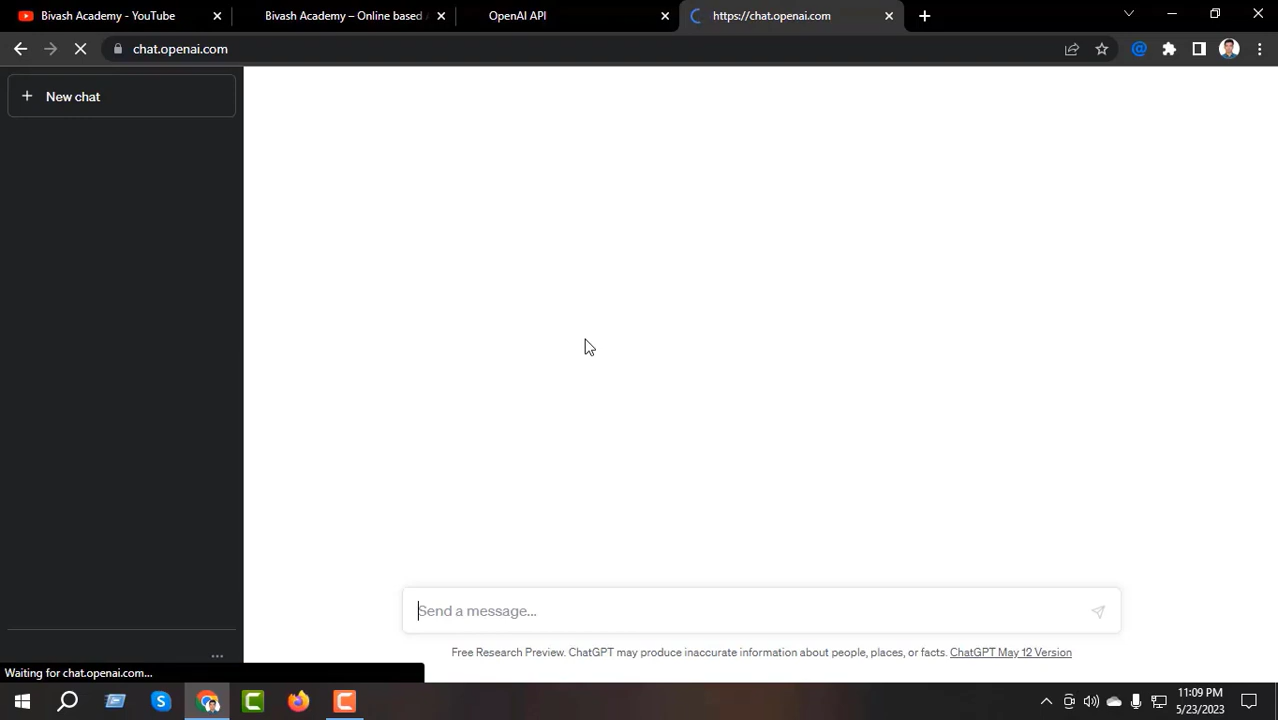 Bivash Academy - YouTube
Bivash Academy – Online based
OpenAI API
https://chat.openai.com
chat.openai.com
New chat
Send a message...
Free Research Preview. ChatGPT may produce inaccurate information about people, places, or facts. ChatGPT May 12 Version
Waiting for chat.openai.com...
11:09 PM
5/23/2023